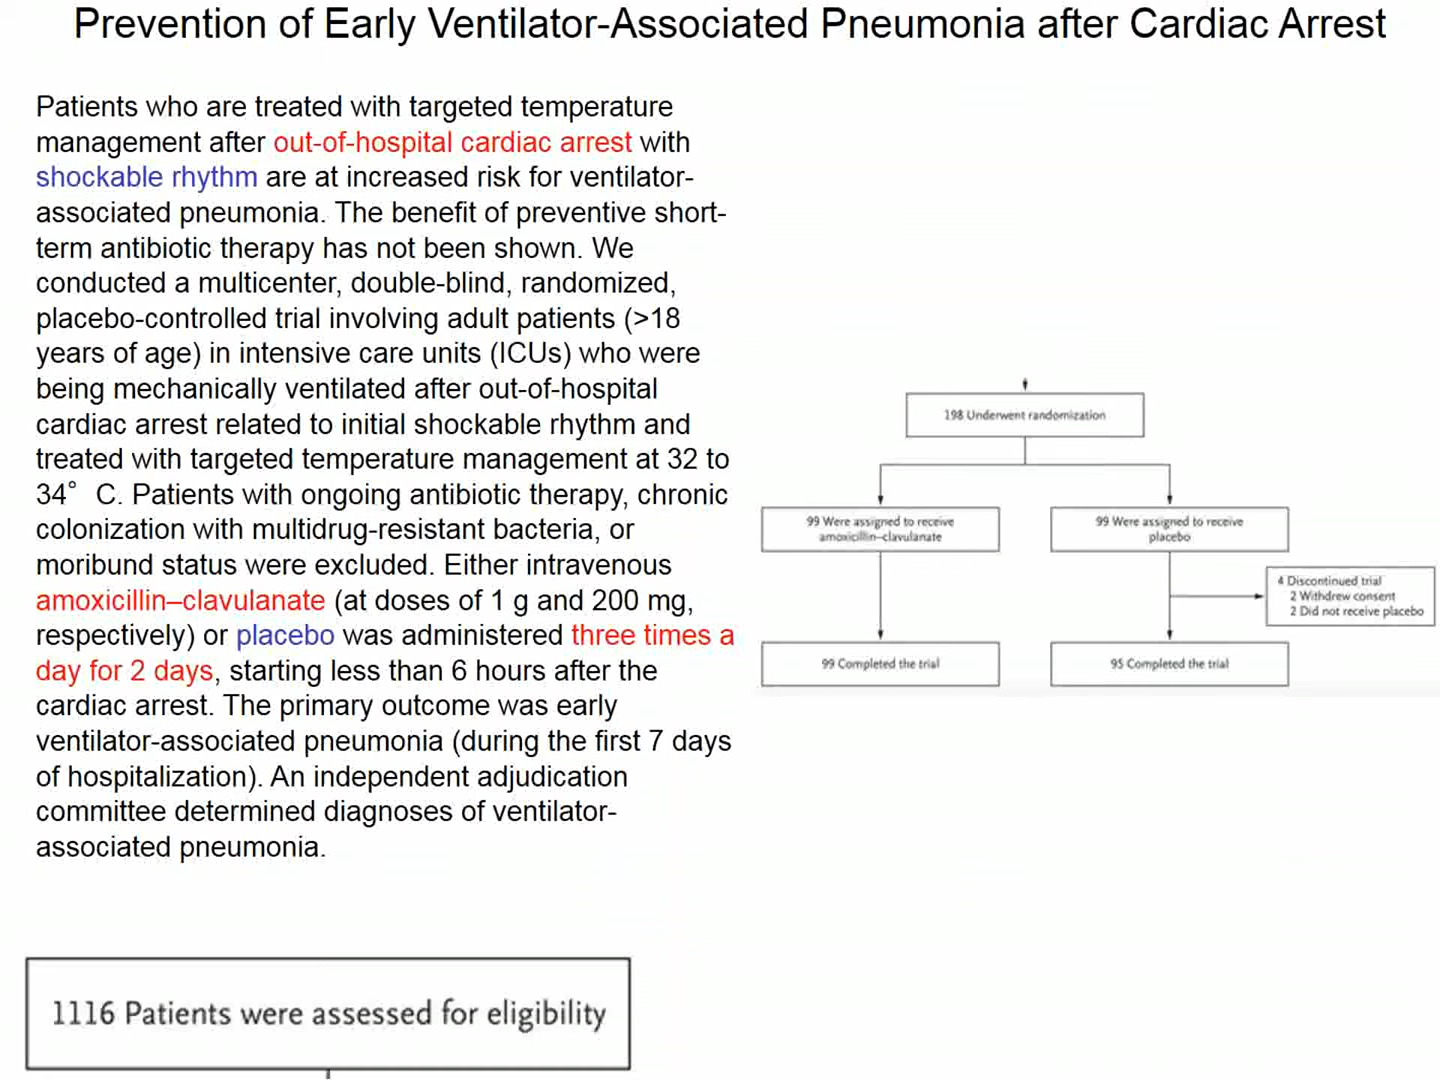 Prevention of Early Ventilator-Associated Pneumonia after Cardiac Arrest
Patients who are treated with targeted temperature
management after out-of-hospital cardiac arrest with
shockable rhythm are at increased risk for ventilator-
associated pneumonia. The benefit of preventive short-
term antibiotic therapy has not been shown. We
conducted a multicenter, double-blind, randomized,
placebo-controlled trial involving adult patients (>18
years of age) in intensive care units (ICUs) who were
being mechanically ventilated after out-of-hospital
cardiac arrest related to initial shockable rhythm and
treated with targeted temperature management at 32 to
34° C. Patients with ongoing antibiotic therapy, chronic
colonization with multidrug-resistant bacteria, or
moribund status were excluded. Either intravenous
amoxicillin–clavulanate (at doses of 1 g and 200 mg,
respectively) or placebo was administered three times a
day for 2 days, starting less than 6 hours after the
cardiac arrest. The primary outcome was early
ventilator-associated pneumonia (during the first 7 days
of hospitalization). An independent adjudication
committee determined diagnoses of ventilator-
associated pneumonia.
198 Underwent randomization
99 Were assigned to receive
amoxicillin–clavulanate
99 Were assigned to receive
placebo
4 Discontinued trial
2 Withdrew consent
2 Did not receive placebo
99 Completed the trial
95 Completed the trial
1116 Patients were assessed for eligibility